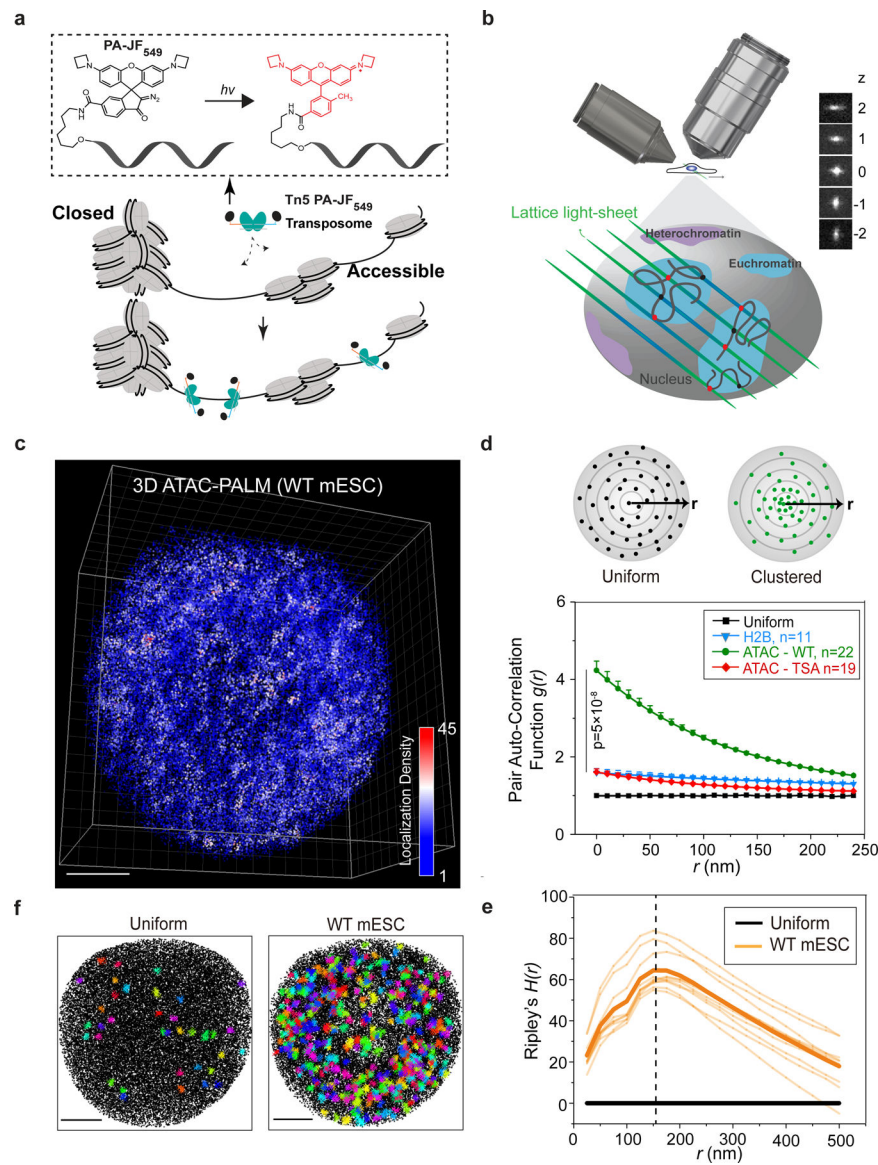 a
PA-JF549
N
O
N
N2
NH
O
O
O
hv
N
O
N+
CH3
NH
O
O
Tn5 PA-JF549
Transposome
Closed
Accessible
b
z
2
1
0
-1
-2
Lattice light-sheet
Heterochromatin
Euchromatin
Nucleus
c
3D ATAC-PALM (WT mESC)
Localization Density
45
1
d
r
r
Uniform
Clustered
Uniform
H2B, n=11
ATAC - WT, n=22
ATAC - TSA n=19
p=5×10-8
Pair Auto-Correlation
Function g(r)
6
4
2
0
0
50
100
150
200
250
r (nm)
f
Uniform
WT mESC
e
Uniform
WT mESC
Ripley's H(r)
100
80
60
40
20
0
0
100
200
300
400
500
r (nm)